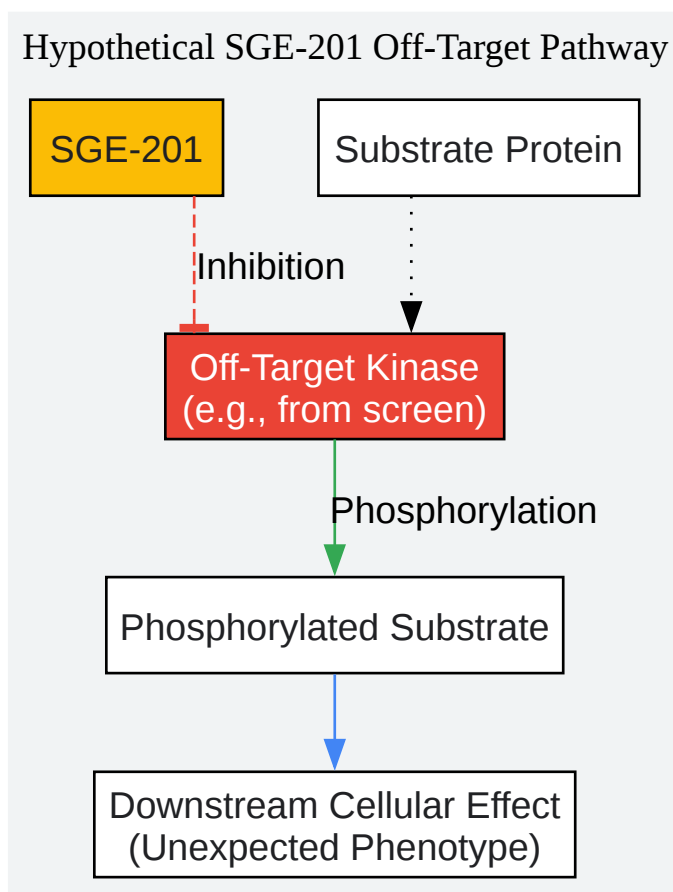 Hypothetical SGE-201 Off-Target Pathway
SGE-201
Substrate Protein
Inhibition
Off-Target Kinase
(e.g., from screen)
Phosphorylation
Phosphorylated Substrate
Downstream Cellular Effect
(Unexpected Phenotype)